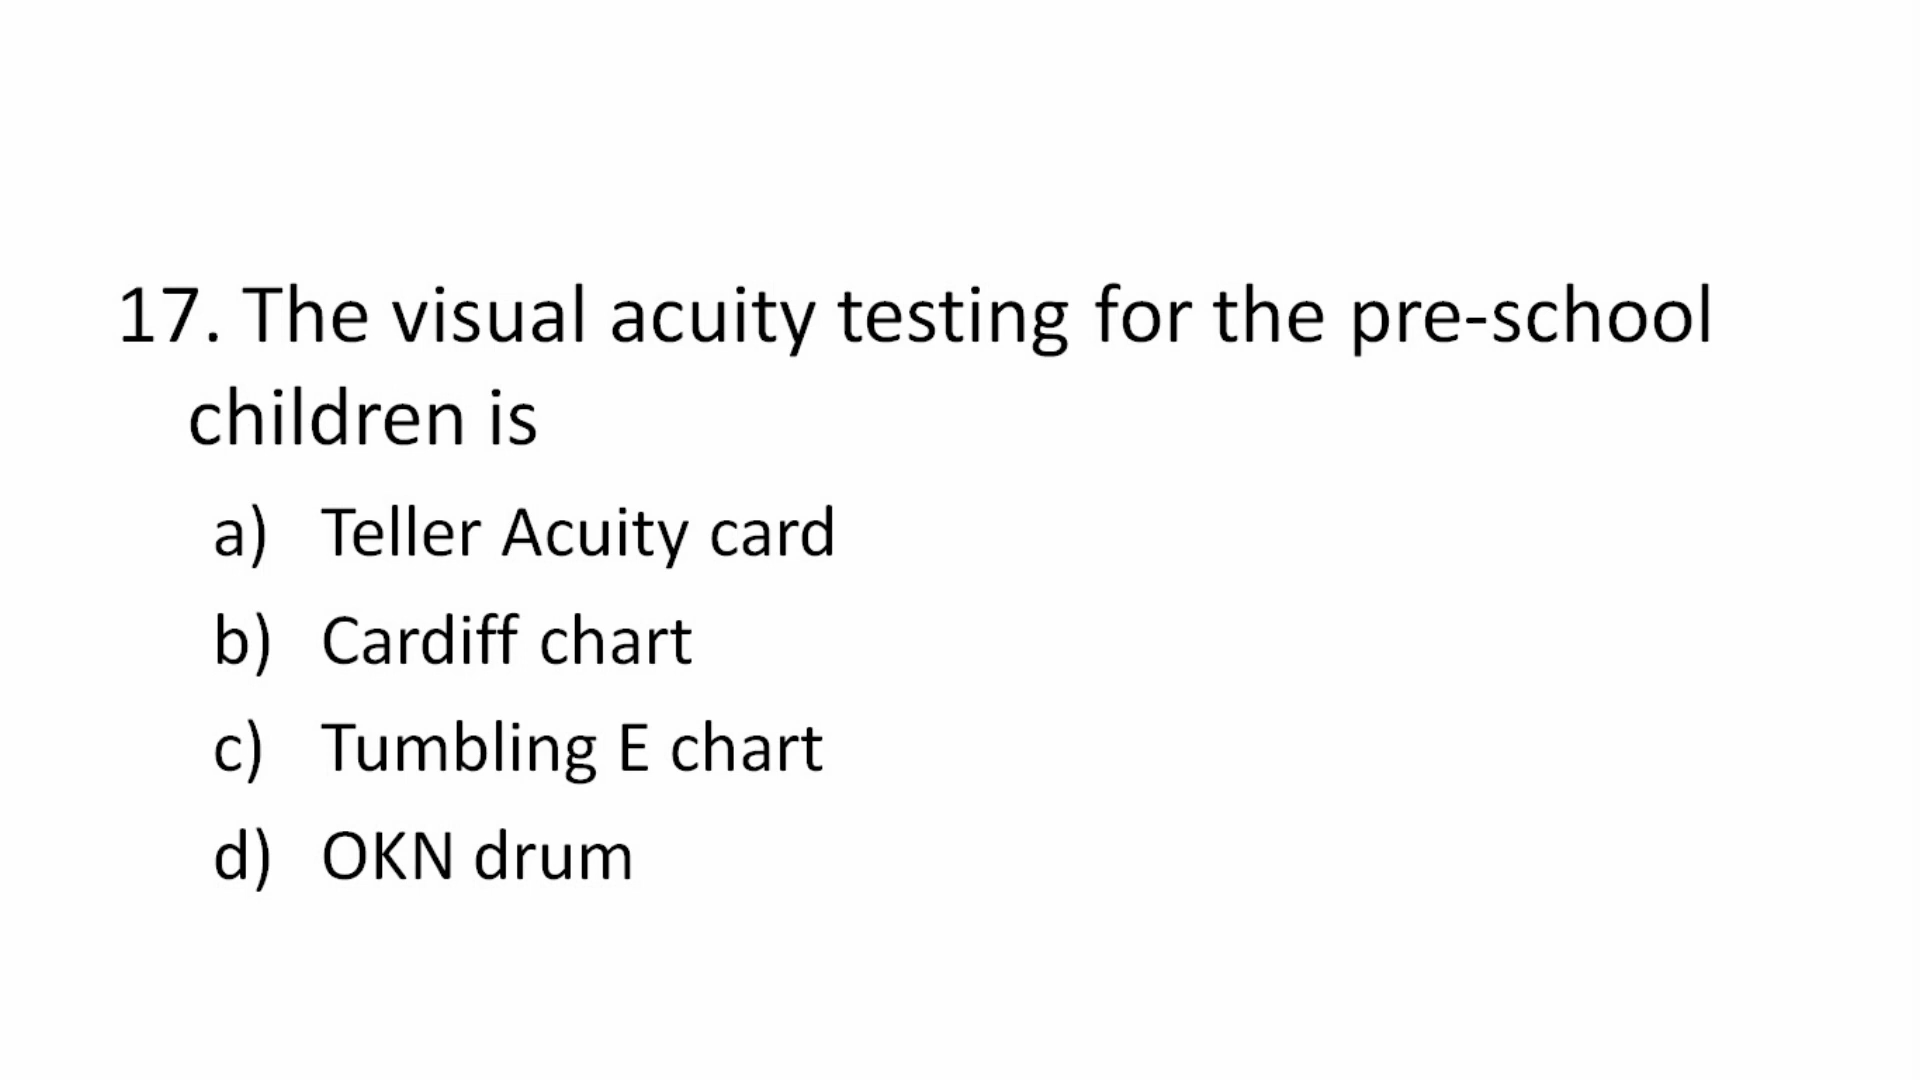 17. The visual acuity testing for the pre-school
children is
a) Teller Acuity card
b) Cardiff chart
c) Tumbling E chart
d) OKN drum